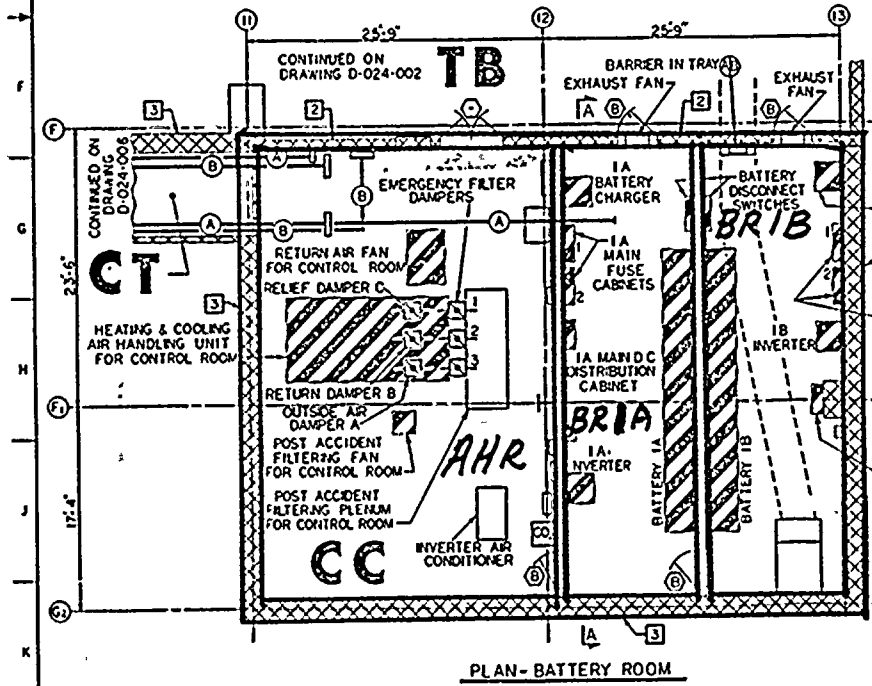 11
12
13
25'-9"
25'-9"
F
CONTINUED ON
DRAWING D-024-002
TB
BARRIER IN TRAY
EXHAUST FAN
EXHAUST
FAN
A
B
2
B
3
2
F
CONTINUED ON
DRAWING
D-024-006
A
B
B
EMERGENCY FILTER
DAMPERS
1A
BATTERY
CHARGER
BATTERY
DISCONNECT
SWITCHES
G
A
B
A
BR1B
CT
23'-6"
RETURN AIR FAN
FOR CONTROL ROOM
1
2
1A
MAIN
FUSE
CABINETS
1
2
RELIEF DAMPER C
3
1
2
3
HEATING & COOLING
AIR HANDLING UNIT
FOR CONTROL ROOM
1B
INVERTER
H
1A MAIN DC
DISTRIBUTION
CABINET
RETURN DAMPER B
OUTSIDE AIR
DAMPER A
F1
BR1A
POST ACCIDENT
FILTERING FAN
FOR CONTROL ROOM
AHR
1A
INVERTER
BATTERY 1A
BATTERY 1B
J
17'-4"
POST ACCIDENT
FILTERING PLENUM
FOR CONTROL ROOM
CC
INVERTER AIR
CONDITIONER
B
B
G2
K
A
3
PLAN-BATTERY ROOM